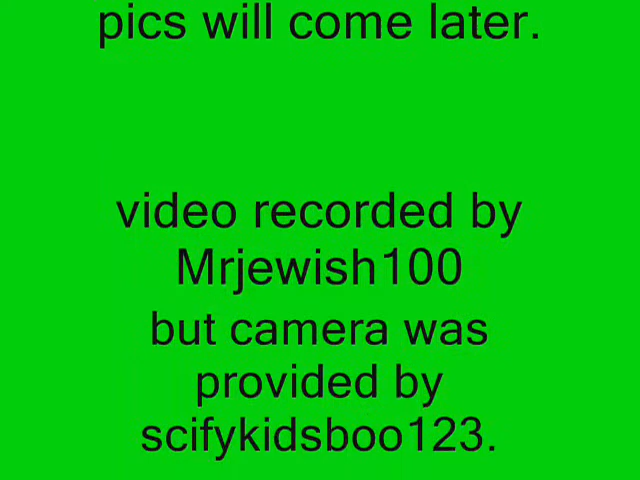 pics will come later.
video recorded by
Mrjewish100
but camera was
provided by
scifykidsboo123.